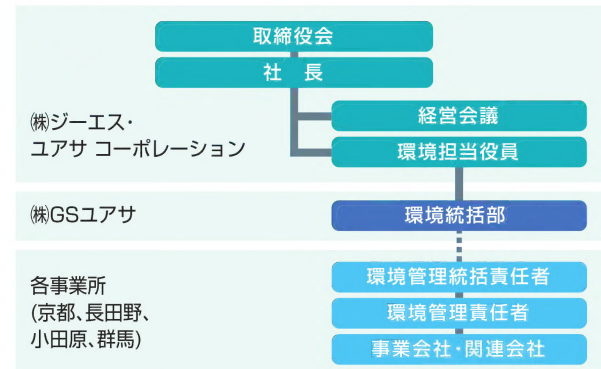 取締役会
社　長
㈱ジーエス・
ユアサ コーポレーション
経営会議
環境担当役員
㈱GSユアサ
環境統括部
各事業所
(京都、長田野、
小田原、群馬)
環境管理統括責任者
環境管理責任者
事業会社・関連会社